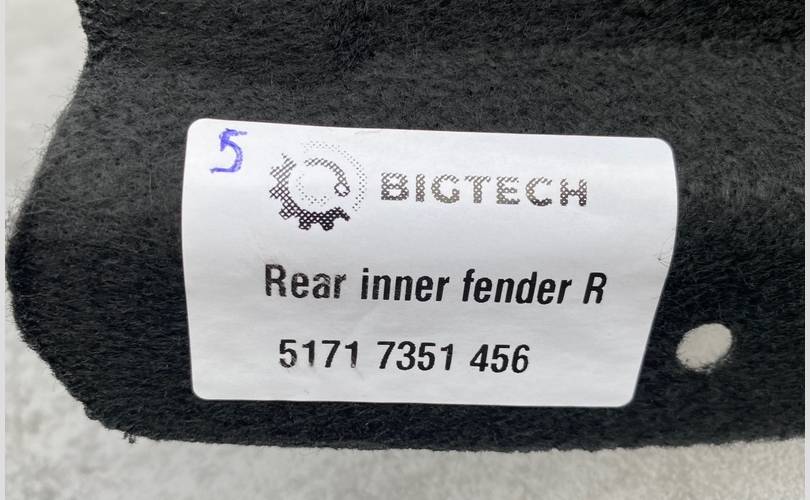 5
BIGTECH
Rear inner fender R
5171 7351 456